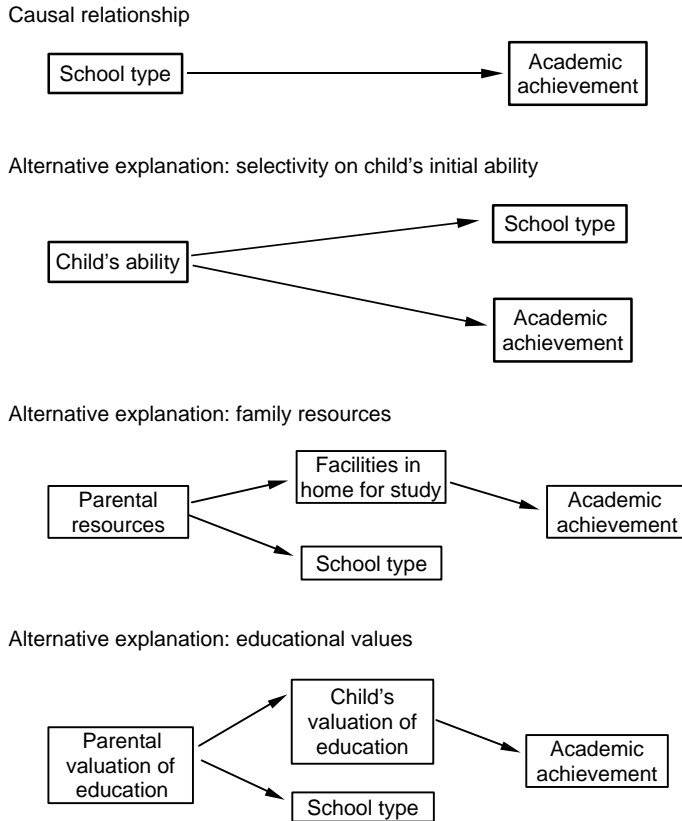 Causal relationship
School type
Academic
achievement
Alternative explanation: selectivity on child’s initial ability
School type
Child’s ability
Academic
achievement
Alternative explanation: family resources
Facilities in
home for study
Parental
resources
Academic
achievement
School type
Alternative explanation: educational values
Child’s
valuation of
education
Parental
valuation of
education
Academic
achievement
School type